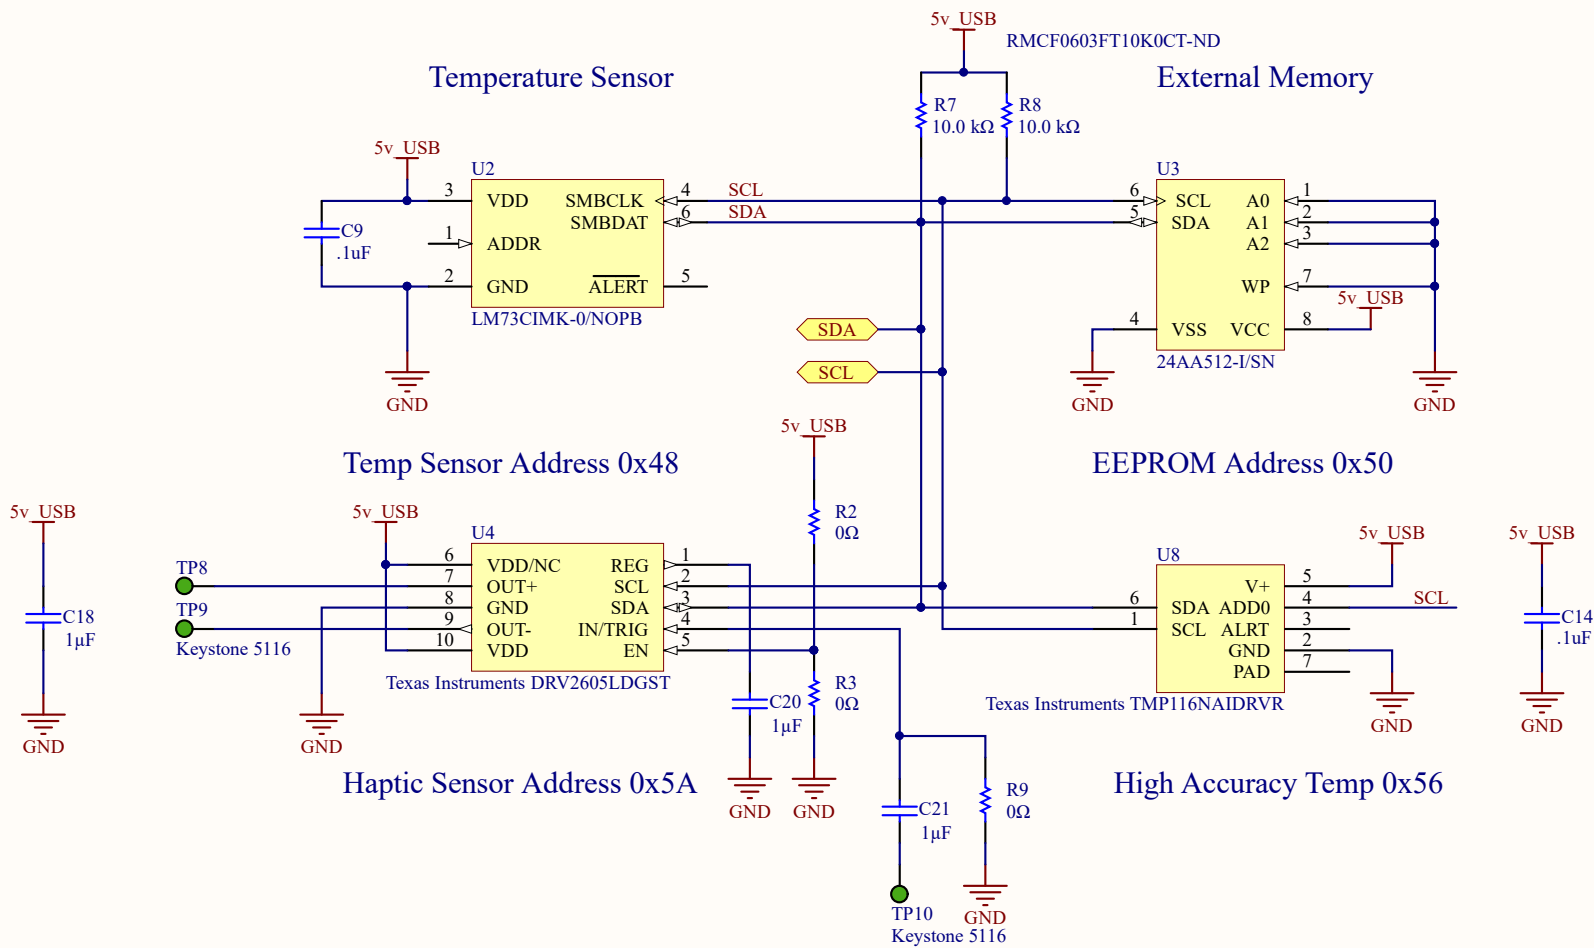 5v_USB
RMCF0603FT10K0CT-ND
Temperature Sensor
External Memory
R7
10.0 kΩ
R8
10.0 kΩ
5v_USB
U2
3 VDD SMBCLK 4 SCL
SMBDAT 6 SDA
1 ADDR
2 GND ALERT 5
LM73CIMK-0/NOPB
C9
.1uF
GND
U3
6 SCL A0 1
5 SDA A1 2
A2 3
WP 7
4 VSS VCC 8
5v_USB
24AA512-I/SN
GND
GND
SDA
SCL
5v_USB
Temp Sensor Address 0x48
EEPROM Address 0x50
5v_USB
C18
1µF
GND
5v_USB
TP8
TP9
Keystone 5116
U4
6 VDD/NC REG 1
7 OUT+ SCL 2
8 GND SDA 3
9 OUT- IN/TRIG 4
10 VDD EN 5
Texas Instruments DRV2605LDGST
GND
R2
0Ω
R3
0Ω
C20
1µF
GND
GND
5v_USB
U8
V+ 5
6 SDA ADD0 4 SCL
1 SCL ALRT 3
GND 2
PAD 7
Texas Instruments TMP116NAIDRVR
GND
5v_USB
C14
.1uF
GND
Haptic Sensor Address 0x5A
High Accuracy Temp 0x56
C21
1µF
R9
0Ω
TP10
Keystone 5116
GND